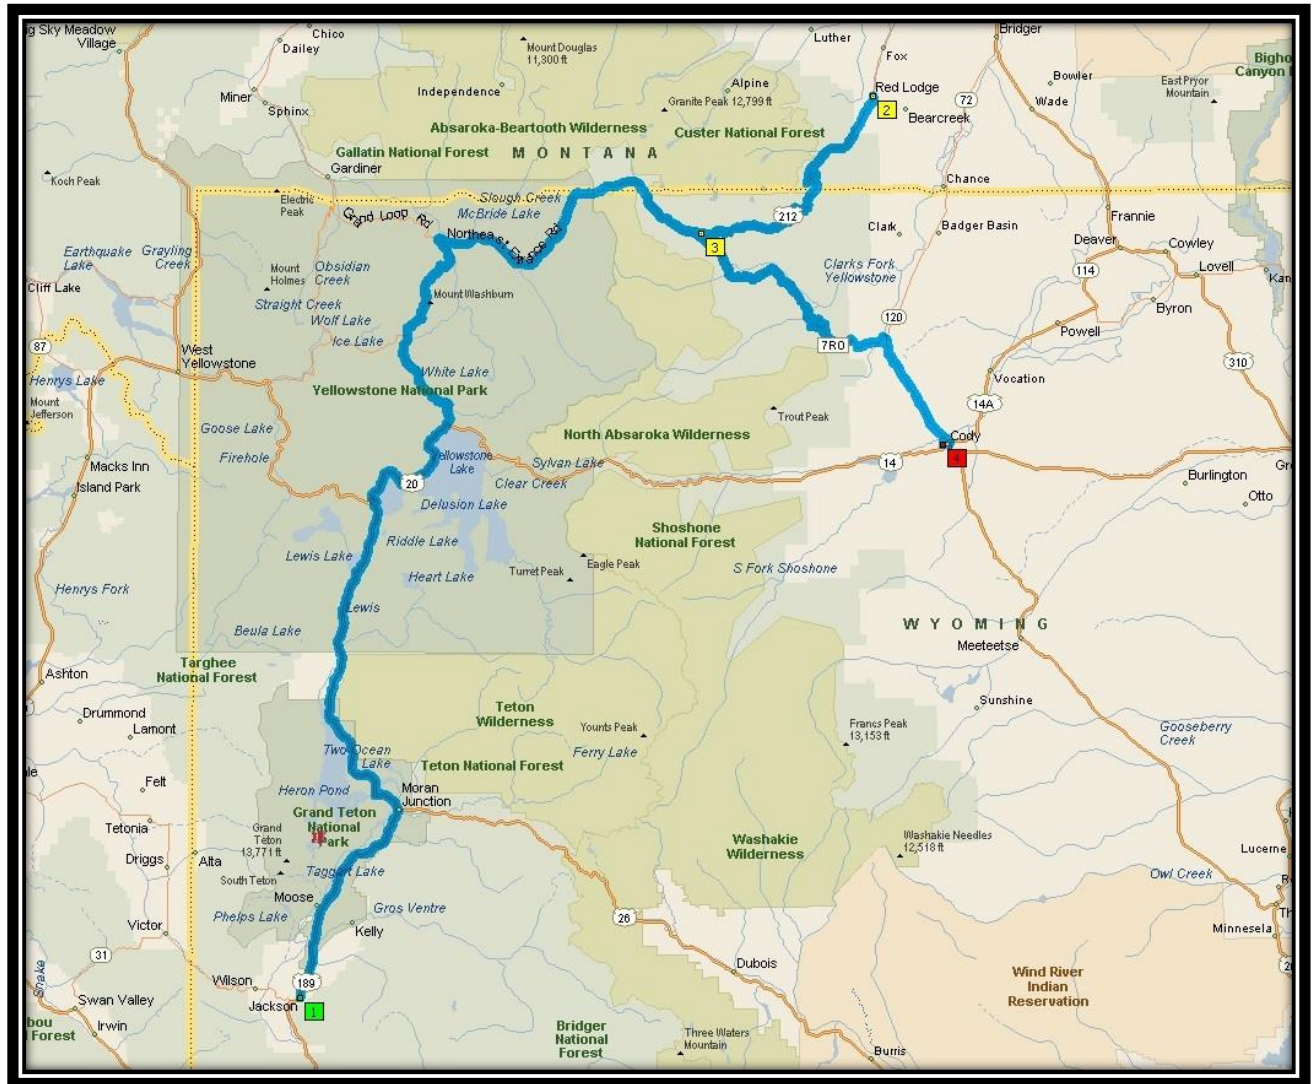 ig Sky Meadow
Village
Chico
Dailey
Mount Douglas
11,300 ft
Luther
Fox
Bridger
Bigho
Canyon
Miner
Sphinx
Independence
Alpine
Granite Peak 12,799 ft
Red Lodge
2
Bearcreek
72
Bowler
Wade
East Pryor
Mountain
Absaroka-Beartooth Wilderness
Custer National Forest
Gallatin National Forest
MONTANA
Gardiner
Koch Peak
Chance
Electric
Peak
Slough Creek
McBride Lake
Grand Loop Rd
212
3
Clark
Badger Basin
Frannie
Deaver
Cowley
Lovell
Kan
Earthquake
Lake
Grayling
Creek
Mount
Holmes
Obsidian
Creek
Clarks Fork
Yellowstone
114
Cliff Lake
Straight Creek
Mount Washburn
Byron
Wolf Lake
120
Powell
87
West
Yellowstone
Ice Lake
7RO
310
Henrys Lake
White Lake
Vocation
Mount
Jefferson
Yellowstone National Park
Trout Peak
14A
Goose Lake
North Absaroka Wilderness
Cody
4
Macks Inn
Firehole
Yellowstone
Lake
Sylvan Lake
14
Island Park
20
Clear Creek
Burlington
Otto
Gr
Delusion Lake
Shoshone
National Forest
Riddle Lake
Lewis Lake
Heart Lake
Turret Peak
Eagle Peak
S Fork Shoshone
Henrys Fork
Lewis
Beula Lake
WYOMING
Meeteetse
Targhee
National Forest
Ashton
Drummond
Lamont
Teton
Wilderness
Younts Peak
Ferry Lake
Francs Peak
13,153 ft
Sunshine
Gooseberry
Creek
Two Ocean
Lake
Teton National Forest
Felt
Heron Pond
Moran
Junction
Grand Teton
National
Park
Tetonia
Grand
Teton
13,771 ft
Washakie
Wilderness
Washakie Needles
12,518 ft
Lucerne
Driggs
Alta
South Teton
Taggart Lake
Owl Creek
Moose
Phelps Lake
Gros Ventre
Victor
Kelly
26
Minnesela
31
Dubois
Snake
Wilson
189
Wind River
Indian
Reservation
Swan Valley
Jackson
1
Irwin
bou
Forest
Bridger
National
Forest
Three Waters
Mountain
Burris